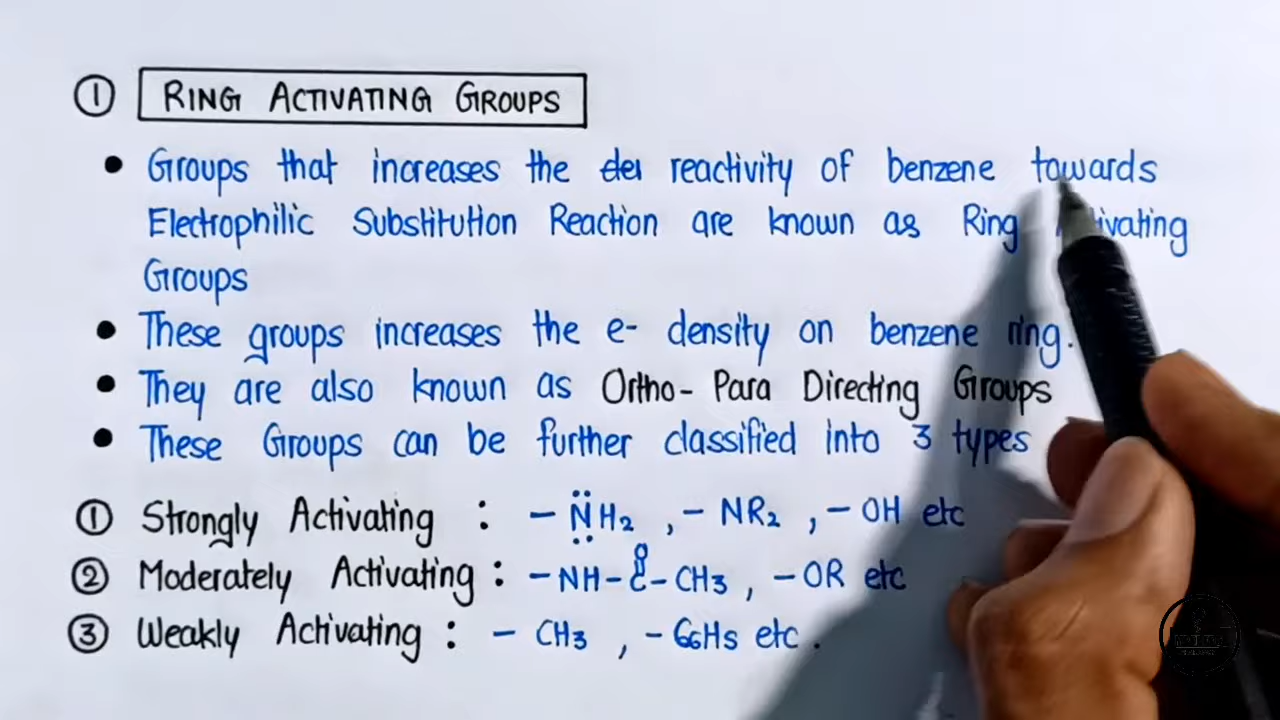 ① RING ACTIVATING GROUPS
• Groups that increases the reactivity of benzene towards
Electrophilic Substitution Reaction are known as Ring
Groups
• These groups increases the e- density on benzene ring.
• They are also known as Ortho-Para Directing Groups
• These Groups can be further classified into 3 types
① Strongly Activating : -NH2, -NR2, -OH etc
O
② Moderately Activating : -NH-C-CH3, -OR etc
③ Weakly Activating : -CH3, -C6H5 etc.